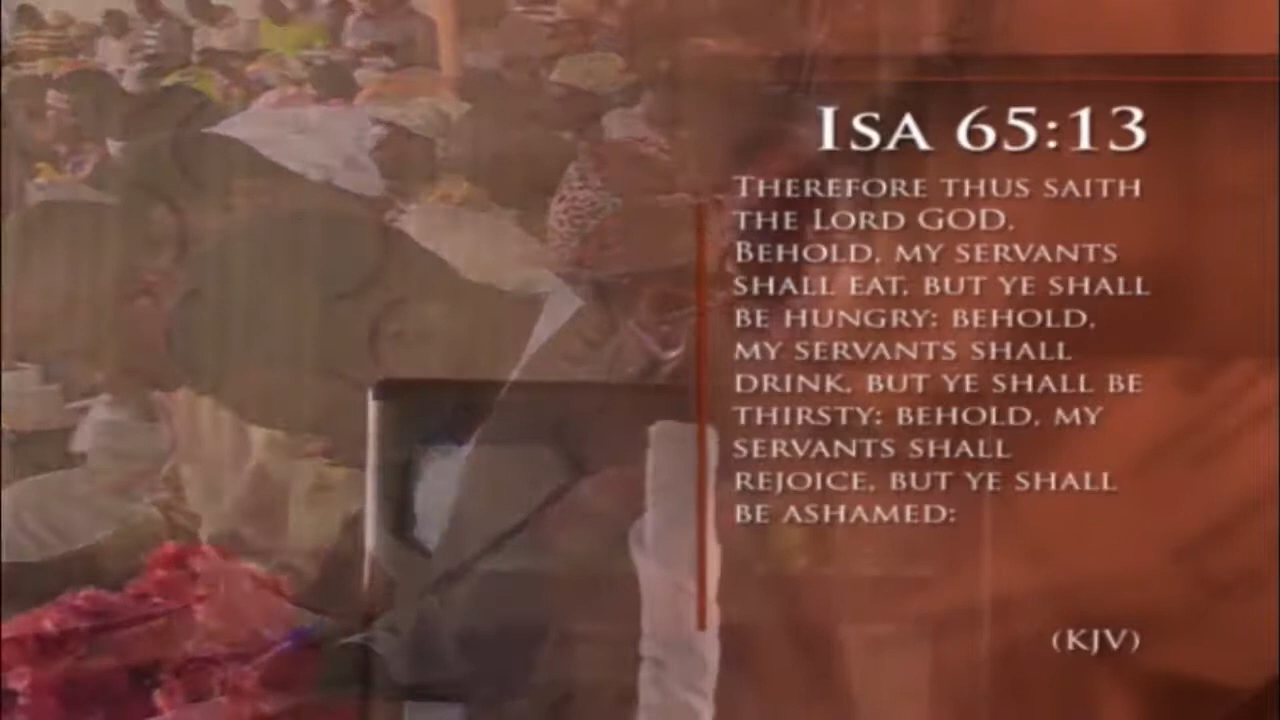 Isa 65:13
Therefore thus saith
the Lord GOD,
Behold, my servants
shall eat, but ye shall
be hungry: behold,
my servants shall
drink, but ye shall be
thirsty: behold, my
servants shall
rejoice, but ye shall
be ashamed:
(KJV)